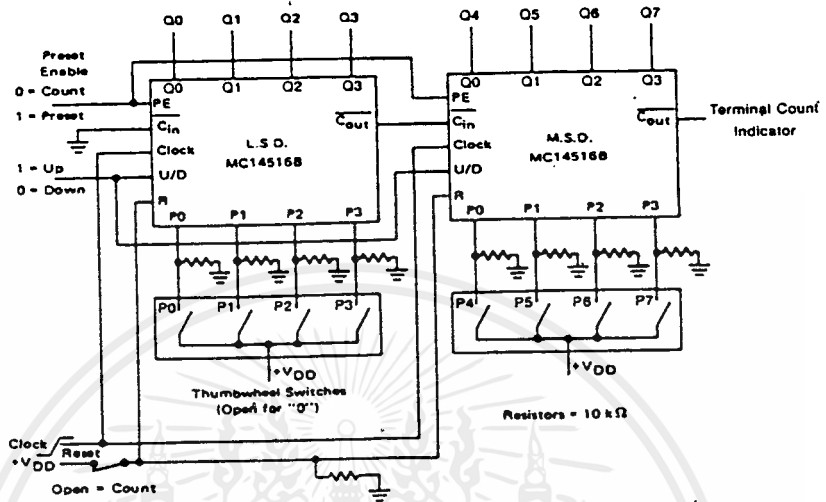 Q0 Q1 Q2 Q3 Q4 Q5 Q6 Q7
Preset
Enable
0 = Count
1 = Preset
1 = Up
0 = Down
Q0 Q1 Q2 Q3
PE
Cin
Clock
U/D
R
Cout
L.S.D.
MC14516B
P0 P1 P2 P3
Q0 Q1 Q2 Q3
PE
Cin
Clock
U/D
R
Cout
M.S.D.
MC14516B
P0 P1 P2 P3
Terminal Count
Indicator
P0 P1 P2 P3
+VDD
Thumbwheel Switches
(Open for "0")
P4 P5 P6 P7
+VDD
Resistors = 10 kΩ
Clock
Reset
+VDD
Open = Count